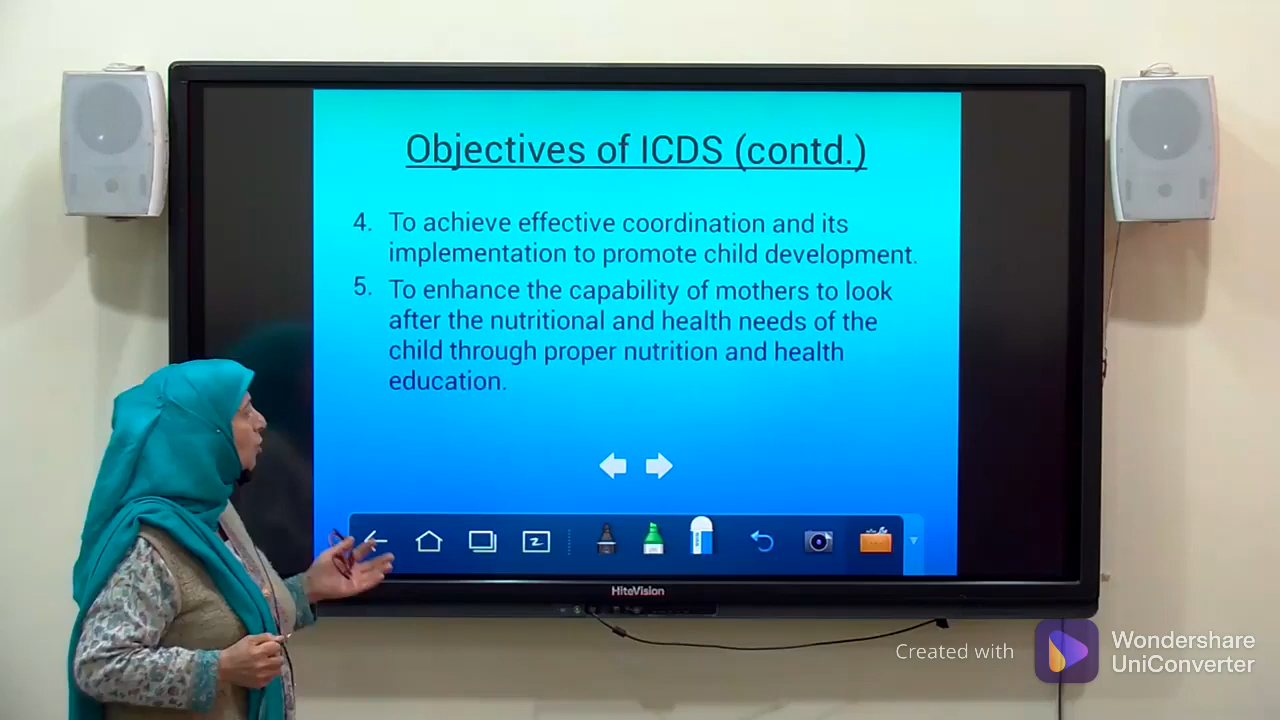 Objectives of ICDS (contd.)
4. To achieve effective coordination and its
implementation to promote child development.
5. To enhance the capability of mothers to look
after the nutritional and health needs of the
child through proper nutrition and health
education.
HiteVision
Created with
Wondershare
UniConverter